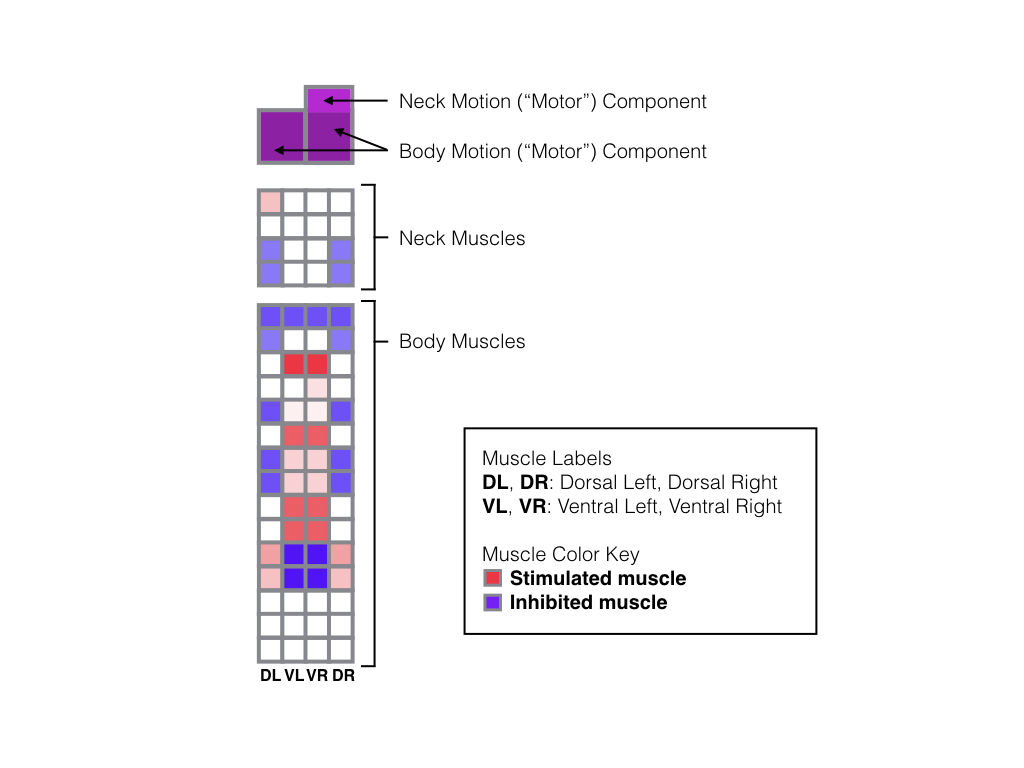 Neck Motion (“Motor”) Component
Body Motion (“Motor”) Component
Neck Muscles
Body Muscles
DL VL VR DR
Muscle Labels
DL, DR: Dorsal Left, Dorsal Right
VL, VR: Ventral Left, Ventral Right
Muscle Color Key
Stimulated muscle
Inhibited muscle